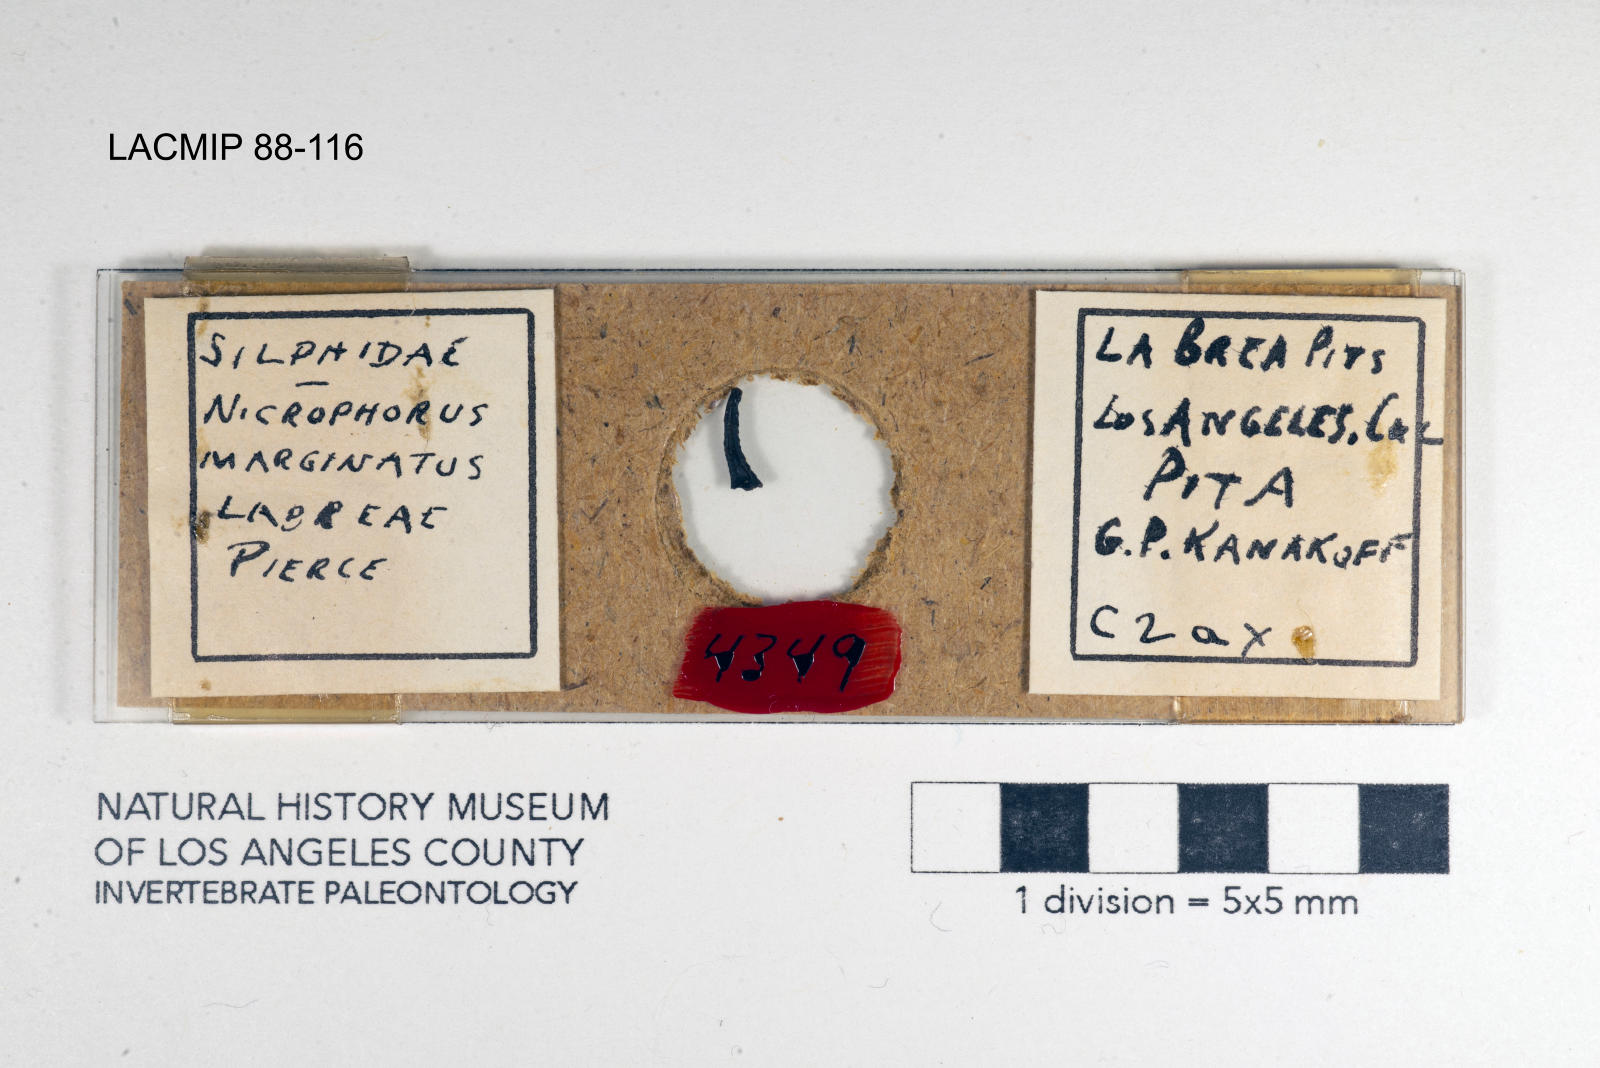 LACMIP 88-116
SILPHIDAE
NICROPHORUS
MARGINATUS
LABREAE
PIERCE
LA BREA PITS
LOS ANGELES, CAL
PIT A
G.P. KANAKOFF
C2ax
4349
NATURAL HISTORY MUSEUM
OF LOS ANGELES COUNTY
INVERTEBRATE PALEONTOLOGY
1 division = 5x5 mm